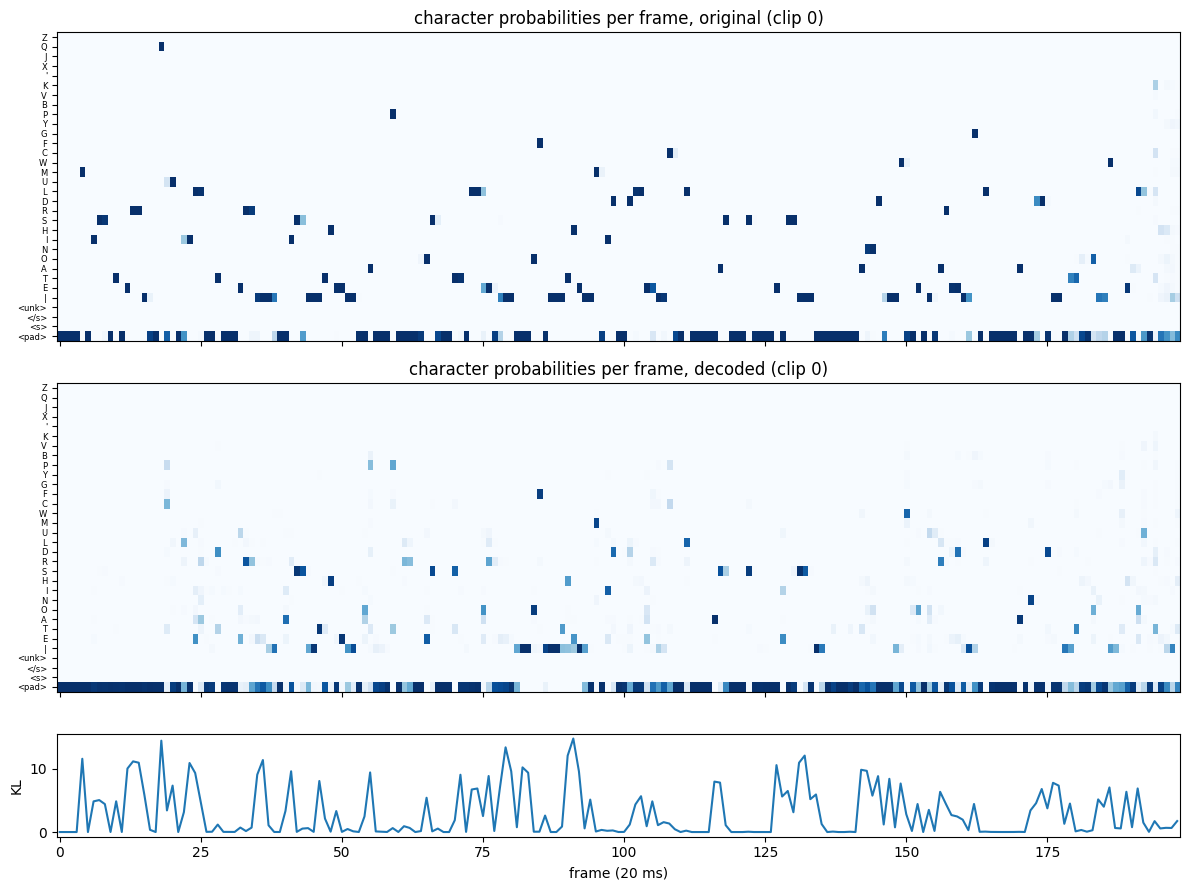 character probabilities per frame, original (clip 0)
Z
Q
J
X
'
K
V
B
P
Y
G
F
C
W
M
U
L
D
R
S
H
I
N
O
A
T
E
|
<unk>
</s>
<s>
<pad>
character probabilities per frame, decoded (clip 0)
Z
Q
J
X
'
K
V
B
P
Y
G
F
C
W
M
U
L
D
R
S
H
I
N
O
A
T
E
|
<unk>
</s>
<s>
<pad>
KL
10
0
0 25 50 75 100 125 150 175
frame (20 ms)